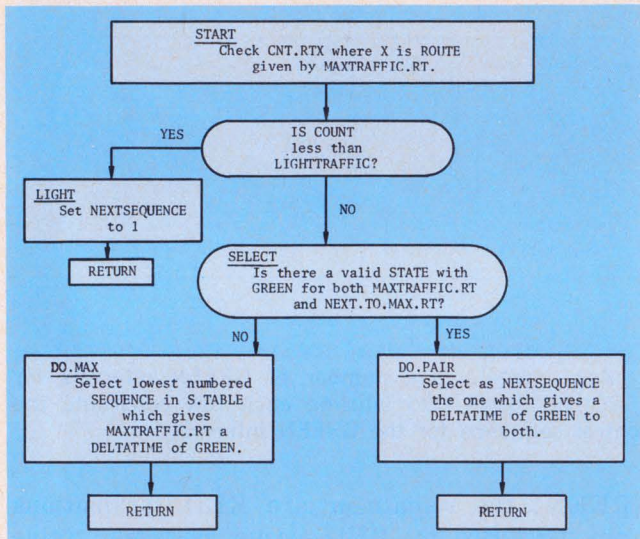 START
Check CNT.RTX where X is ROUTE
given by MAXTRAFFIC.RT.
YES
IS COUNT
less than
LIGHTTRAFFIC?
LIGHT
Set NEXTSEQUENCE
to 1
NO
RETURN
SELECT
Is there a valid STATE with
GREEN for both MAXTRAFFIC.RT
and NEXT.TO.MAX.RT?
NO
YES
DO.MAX
Select lowest numbered
SEQUENCE in S.TABLE
which gives
MAXTRAFFIC.RT a
DELTATIME of GREEN.
DO.PAIR
Select as NEXTSEQUENCE
the one which gives a
DELTATIME of GREEN to
both.
RETURN
RETURN